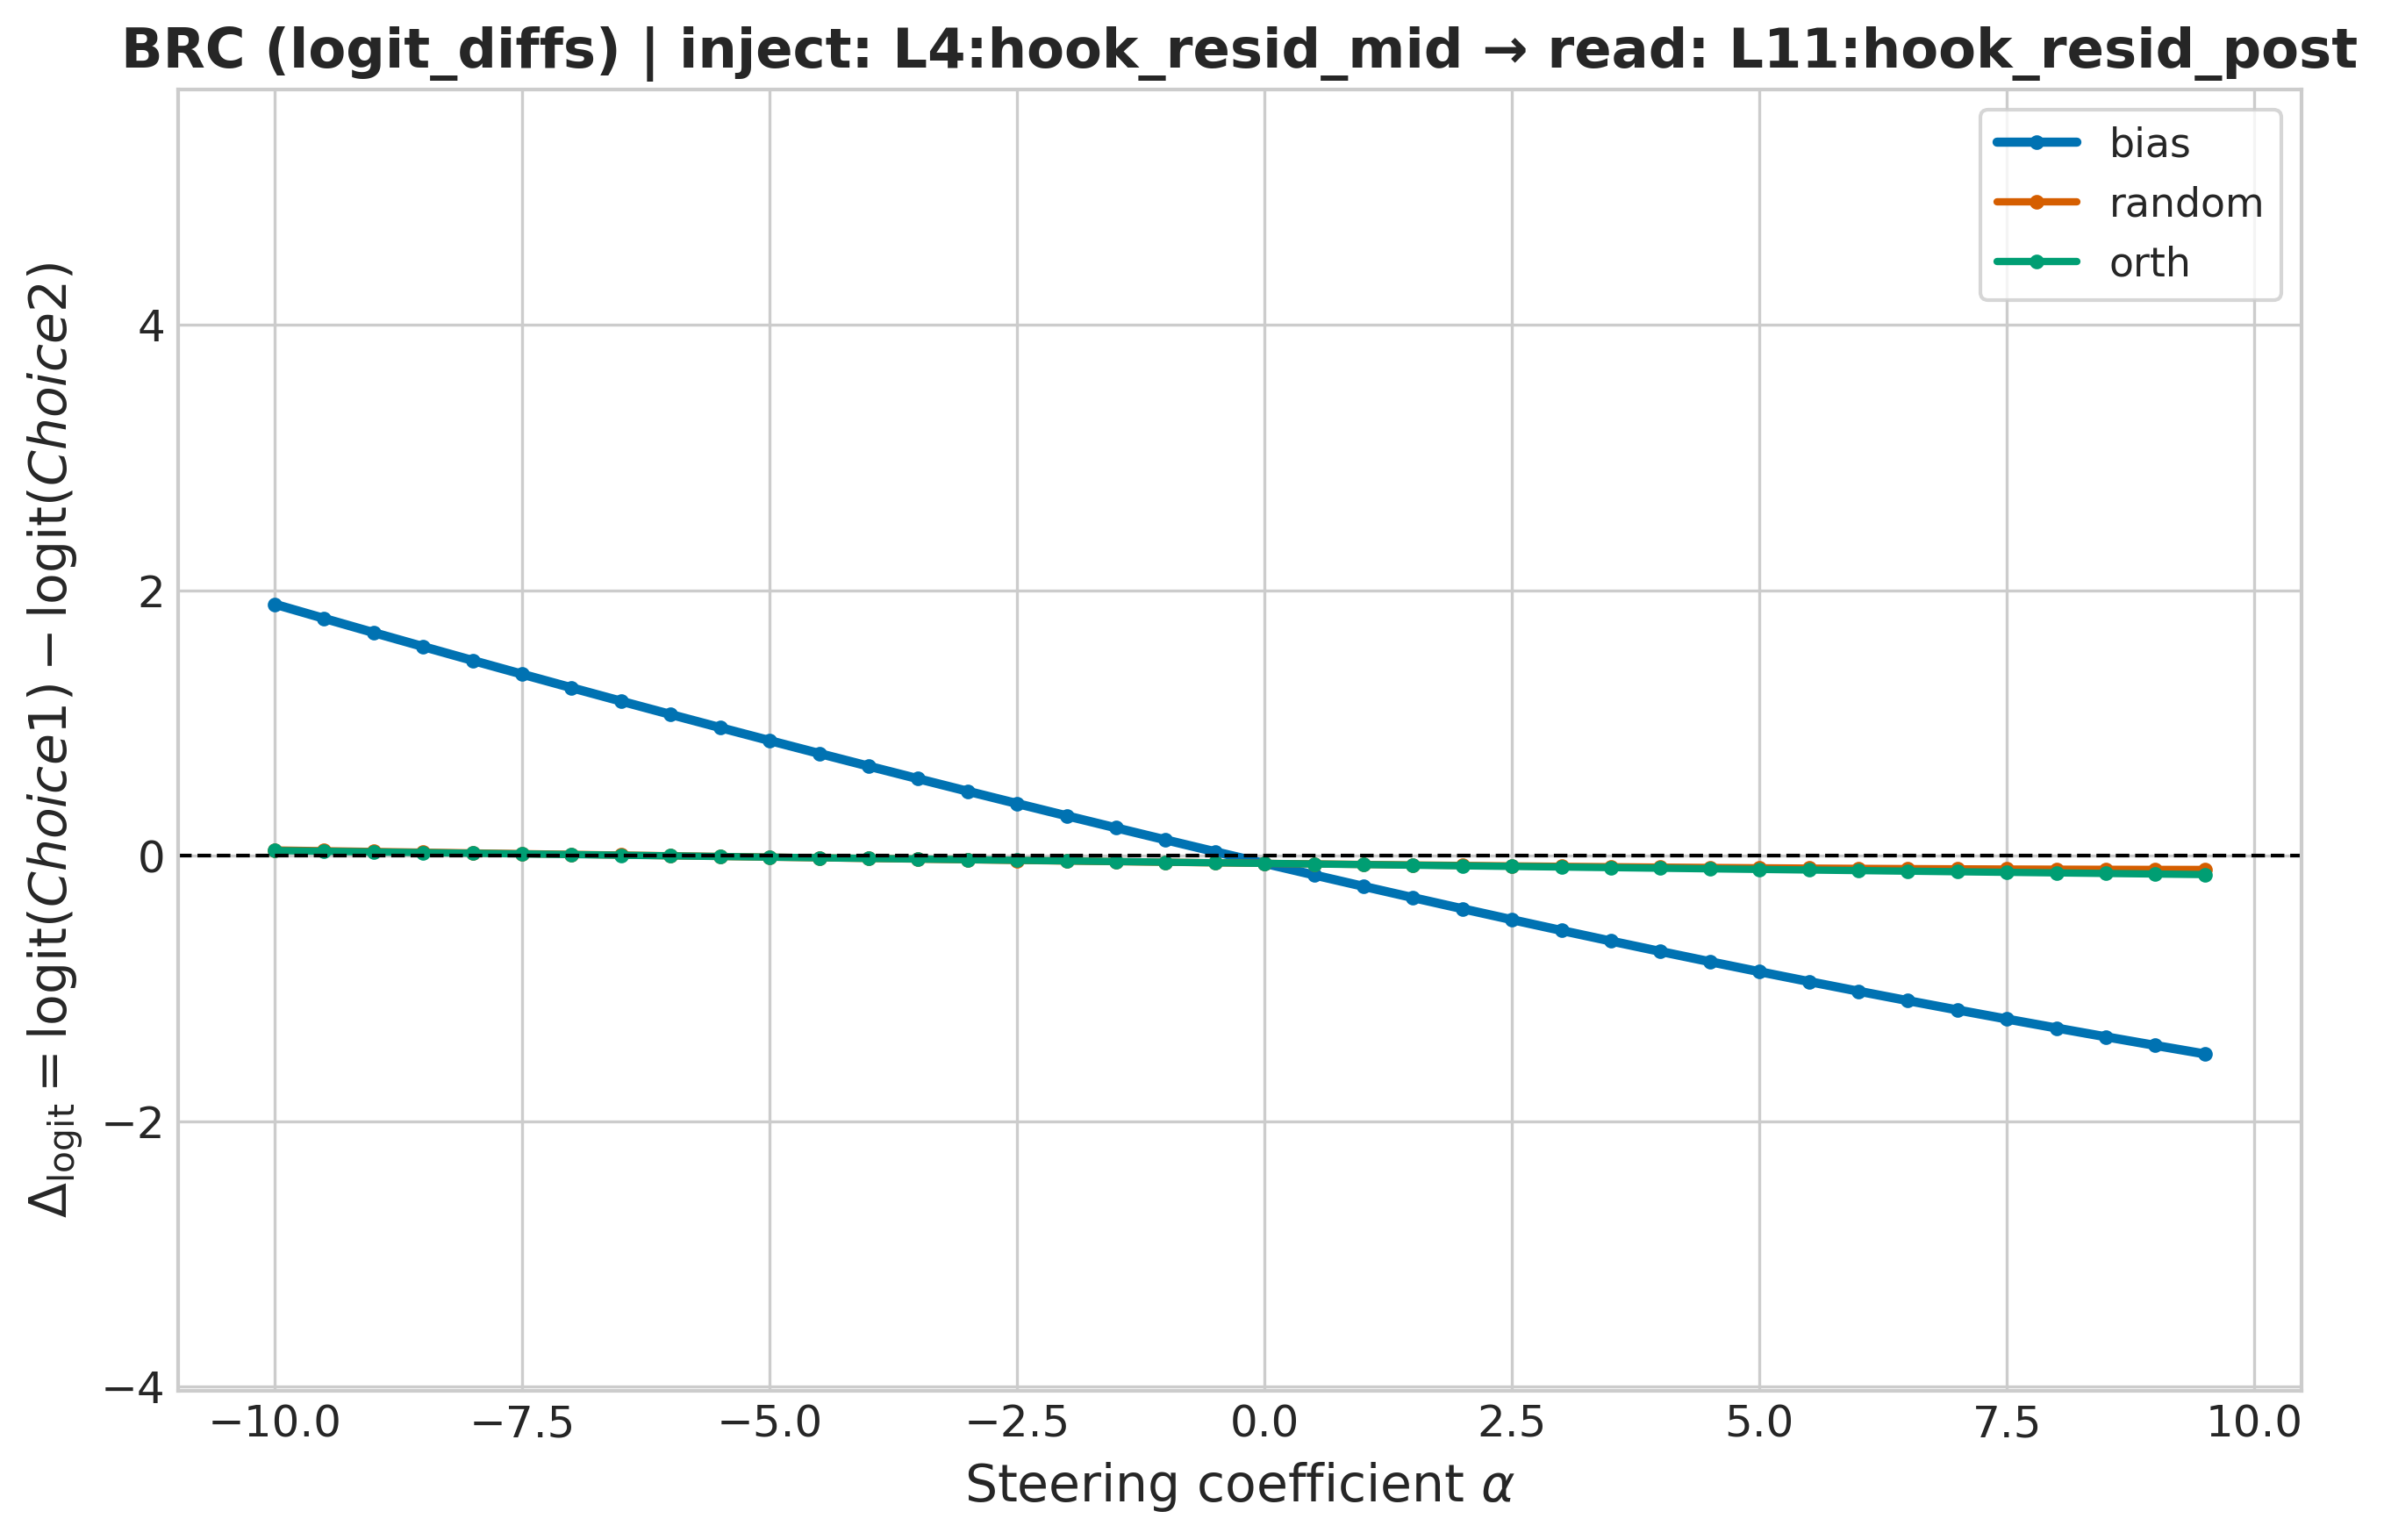 BRC (logit_diffs) | inject: L4:hook_resid_mid → read: L11:hook_resid_post
bias
random
orth
Δlogit = logit(Choice1) − logit(Choice2)
4
2
0
−2
−4
−10.0 −7.5 −5.0 −2.5 0.0 2.5 5.0 7.5 10.0
Steering coefficient α